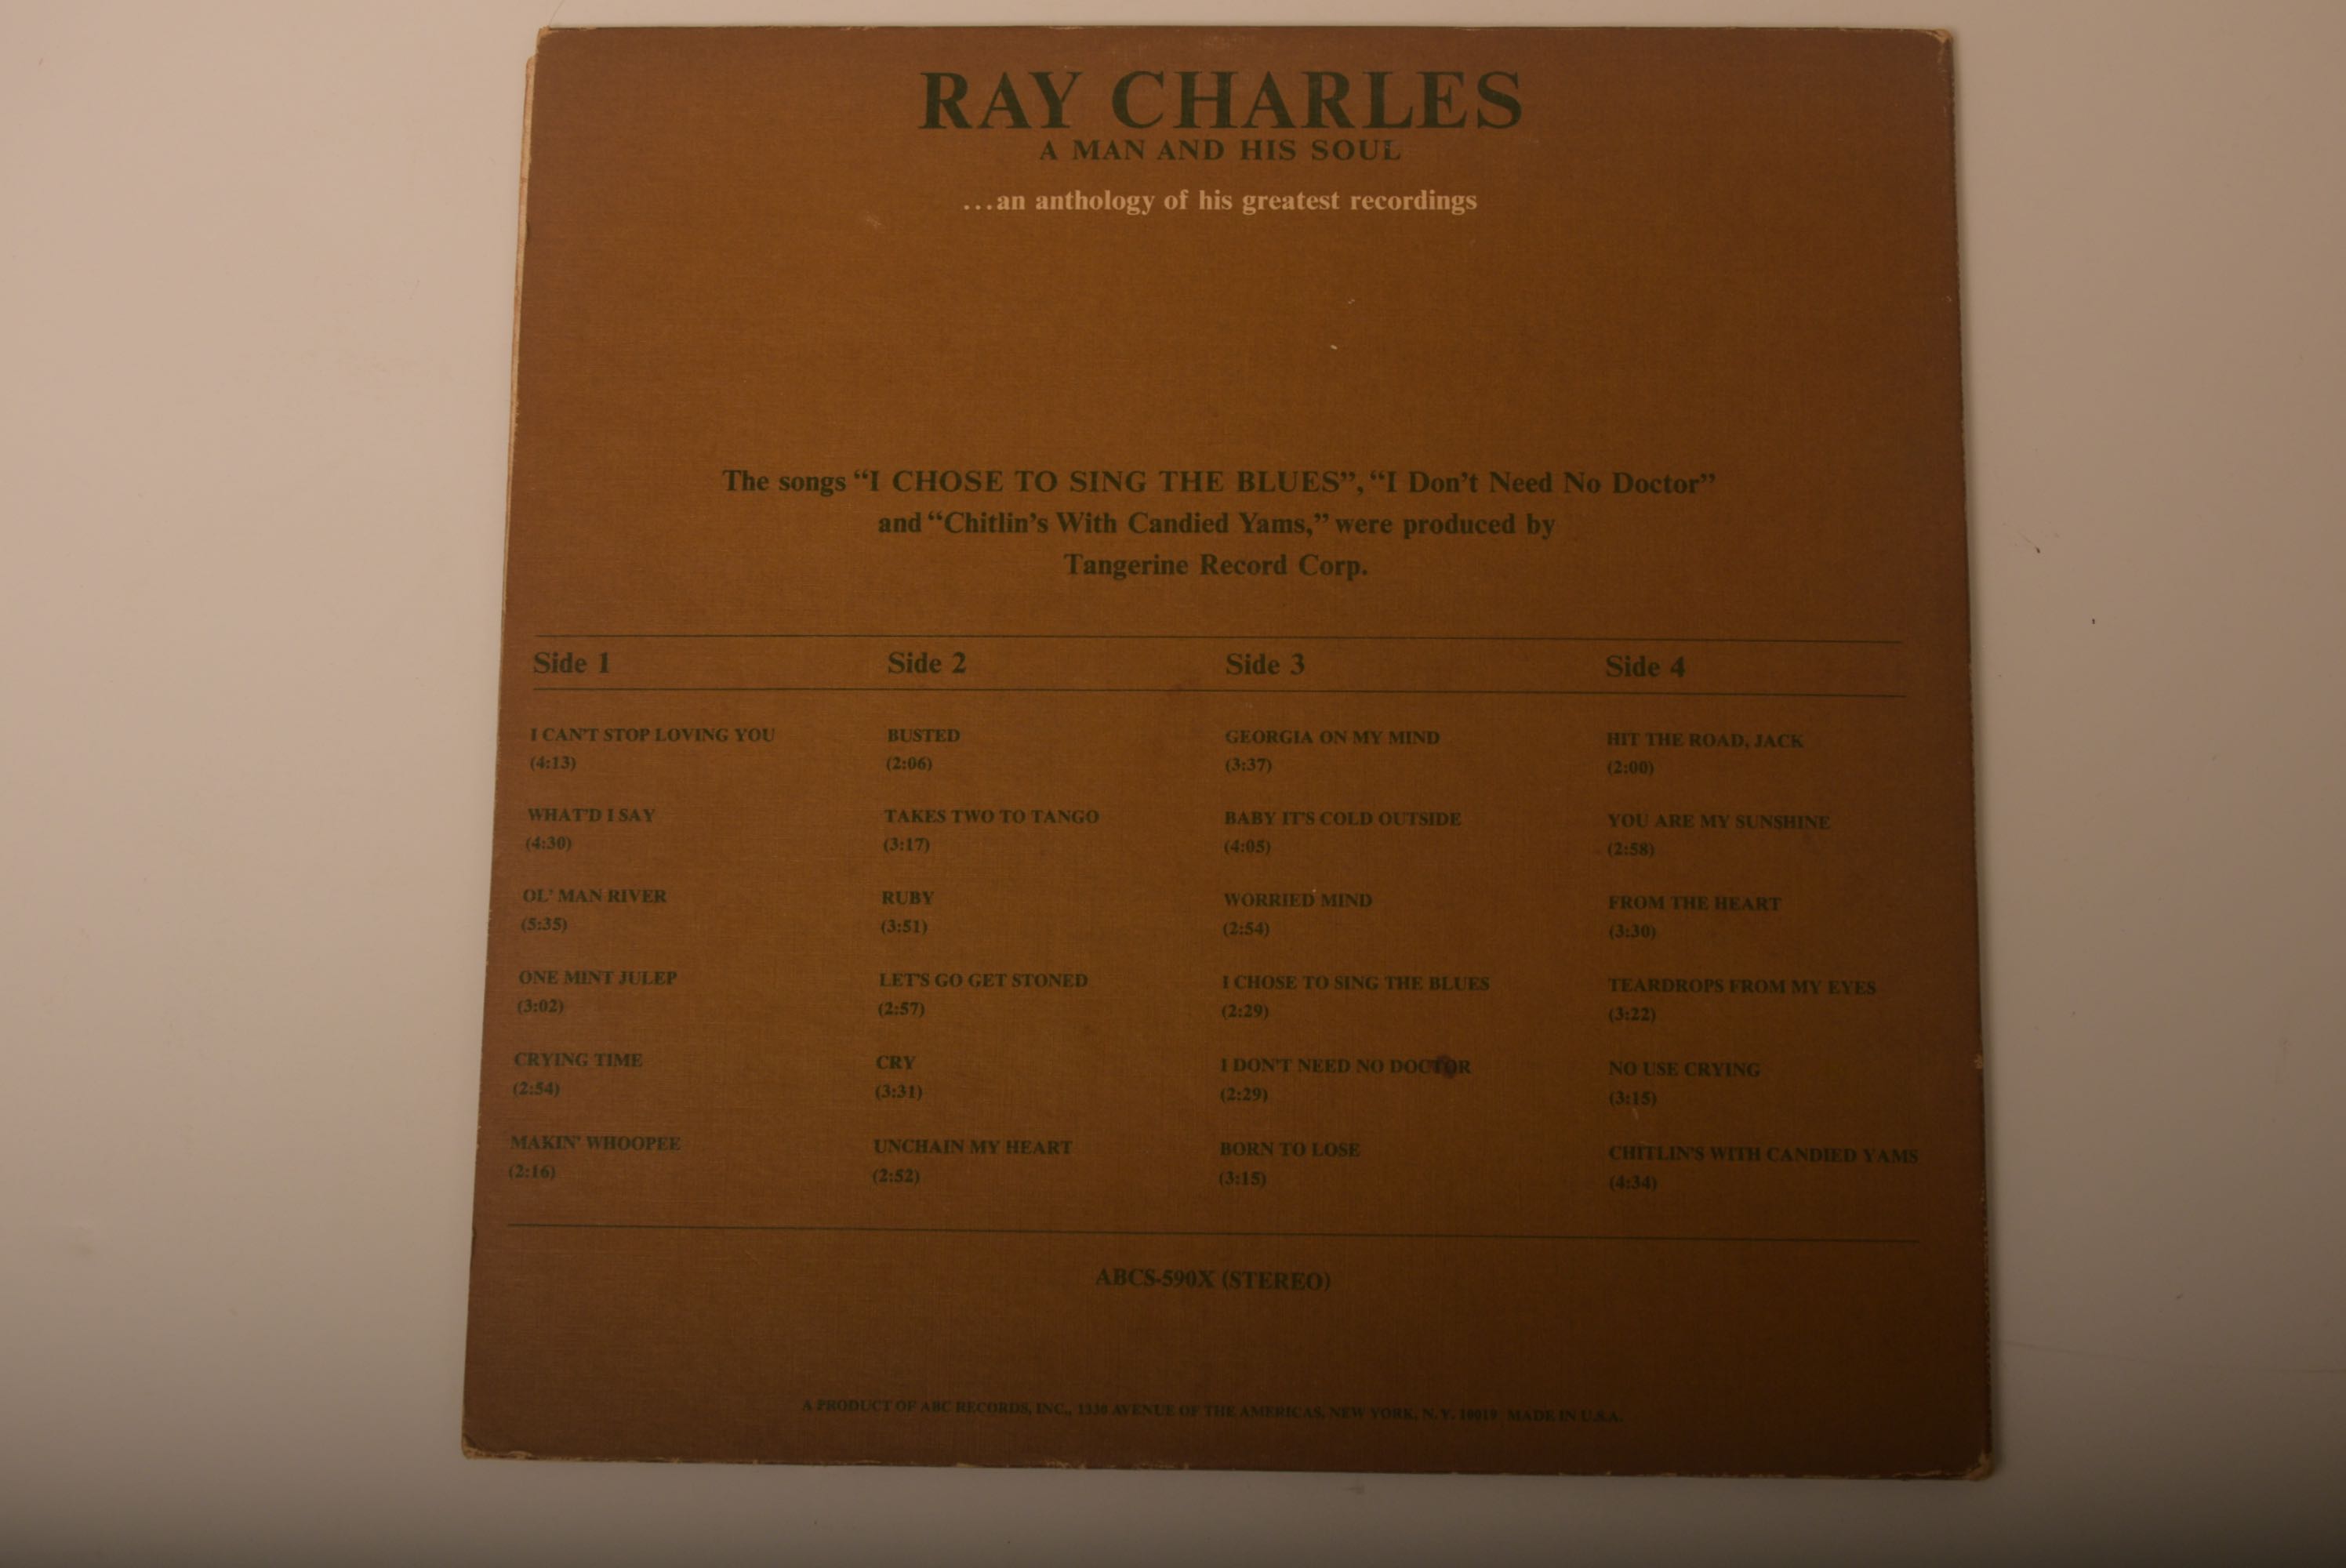 RAY CHARLES
A MAN AND HIS SOUL
...an anthology of his greatest recordings
The songs “I CHOSE TO SING THE BLUES”, “I Don’t Need No Doctor”
and “Chitlin’s With Candied Yams,” were produced by
Tangerine Record Corp.
Side 1
I CAN'T STOP LOVING YOU
(4:13)
WHAT'D I SAY
(4:30)
OL' MAN RIVER
(5:35)
ONE MINT JULEP
(3:02)
CRYING TIME
(2:54)
MAKIN' WHOOPEE
(2:16)
Side 2
BUSTED
(2:06)
TAKES TWO TO TANGO
(3:17)
RUBY
(3:51)
LET'S GO GET STONED
(2:57)
CRY
(3:31)
UNCHAIN MY HEART
(2:52)
Side 3
GEORGIA ON MY MIND
(3:37)
BABY IT'S COLD OUTSIDE
(4:05)
WORRIED MIND
(2:54)
I CHOSE TO SING THE BLUES
(2:29)
I DON'T NEED NO DOCTOR
(2:29)
BORN TO LOSE
(3:15)
Side 4
HIT THE ROAD, JACK
(2:00)
YOU ARE MY SUNSHINE
(2:58)
FROM THE HEART
(3:30)
TEARDROPS FROM MY EYES
(3:22)
NO USE CRYING
(3:15)
CHITLIN'S WITH CANDIED YAMS
(4:34)
ABCS-590X (STEREO)
A PRODUCT OF ABC RECORDS, INC., 1330 AVENUE OF THE AMERICAS, NEW YORK, N.Y. 10019 MADE IN U.S.A.